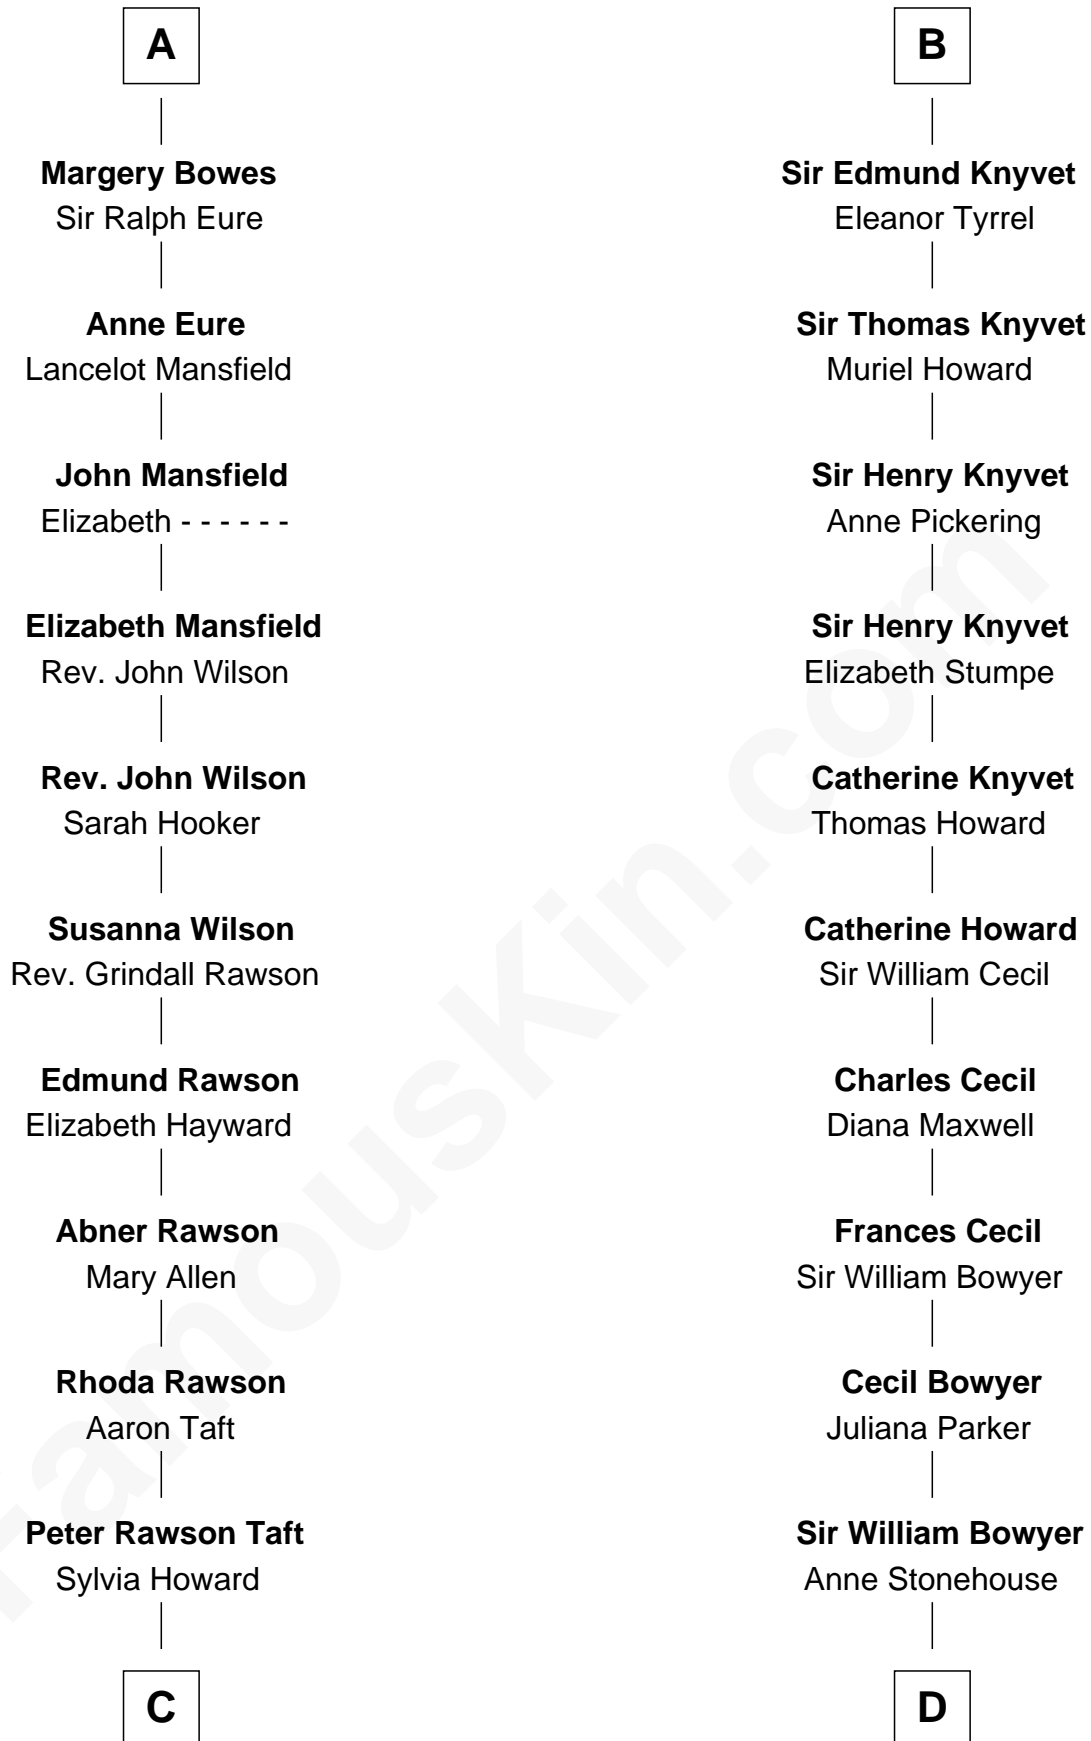 A
Margery Bowes
Sir Ralph Eure
Anne Eure
Lancelot Mansfield
John Mansfield
Elizabeth - - - - - -
Elizabeth Mansfield
Rev. John Wilson
Rev. John Wilson
Sarah Hooker
Susanna Wilson
Rev. Grindall Rawson
Edmund Rawson
Elizabeth Hayward
Abner Rawson
Mary Allen
Rhoda Rawson
Aaron Taft
Peter Rawson Taft
Sylvia Howard
C
B
Sir Edmund Knyvet
Eleanor Tyrrel
Sir Thomas Knyvet
Muriel Howard
Sir Henry Knyvet
Anne Pickering
Sir Henry Knyvet
Elizabeth Stumpe
Catherine Knyvet
Thomas Howard
Catherine Howard
Sir William Cecil
Charles Cecil
Diana Maxwell
Frances Cecil
Sir William Bowyer
Cecil Bowyer
Juliana Parker
Sir William Bowyer
Anne Stonehouse
D
FamousKin.com